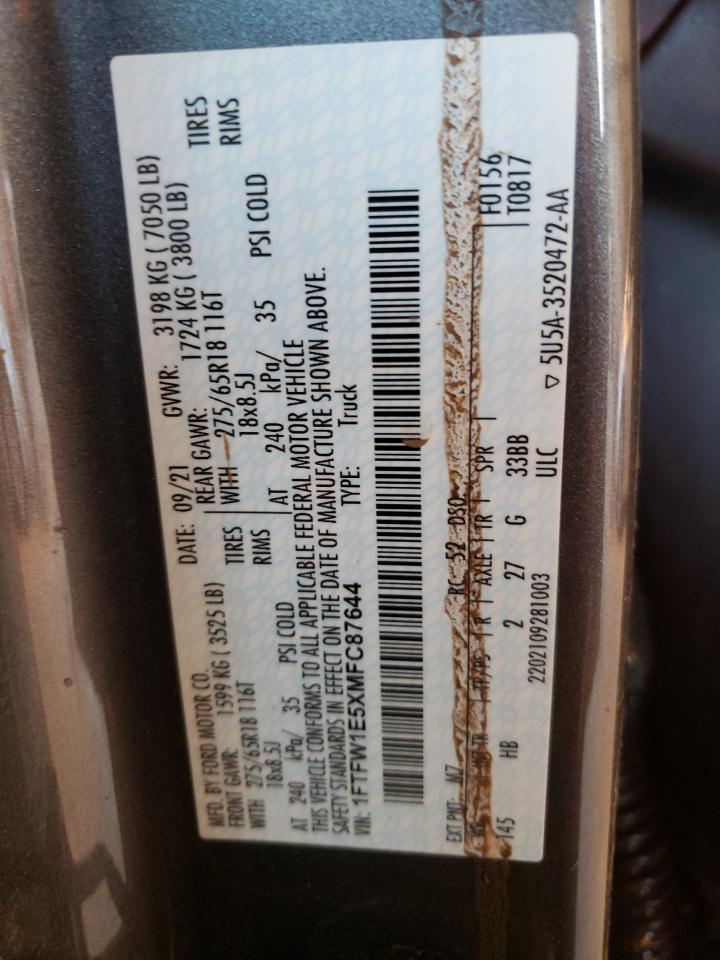 MFD. BY FORD MOTOR CO.
DATE: 09/21 GVWR: 3198 KG ( 7050 LB)
FRONT GAWR: 1599 KG ( 3525 LB) REAR GAWR: 1724 KG ( 3800 LB)
WITH 275/65R18 116T TIRES WITH 275/65R18 116T TIRES
18x8.5J RIMS 18x8.5J RIMS
AT 240 kPa/ 35 PSI COLD AT 240 kPa/ 35 PSI COLD
THIS VEHICLE CONFORMS TO ALL APPLICABLE FEDERAL MOTOR VEHICLE
SAFETY STANDARDS IN EFFECT ON THE DATE OF MANUFACTURE SHOWN ABOVE.
VIN: 1FTFW1E5XMFC87644 TYPE: Truck
EXT PNT: M7 RC: 52 DSO: F0156
WB TR TP/PS R AXLE TR SPR T0817
145 HB 2 27 G 33BB
2202109281003 ULC ▽ 5U5A-3520472-AA